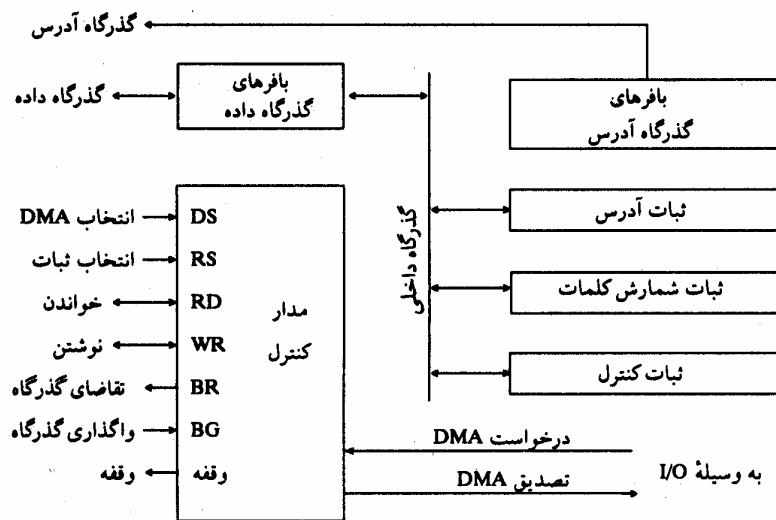 گذرگاه آدرس
بافرهای
گذرگاه آدرس
گذرگاه داده
بافرهای
گذرگاه داده
گذرگاه داخلی
ثبات آدرس
ثبات شمارش کلمات
ثبات کنترل
انتخاب DMA
DS
انتخاب ثبات
RS
خواندن
RD
نوشتن
WR
تقاضای گذرگاه
BR
واگذاری گذرگاه
BG
وقفه
وقفه
مدار
کنترل
درخواست DMA
تصدیق DMA
به وسیلهٔ I/O